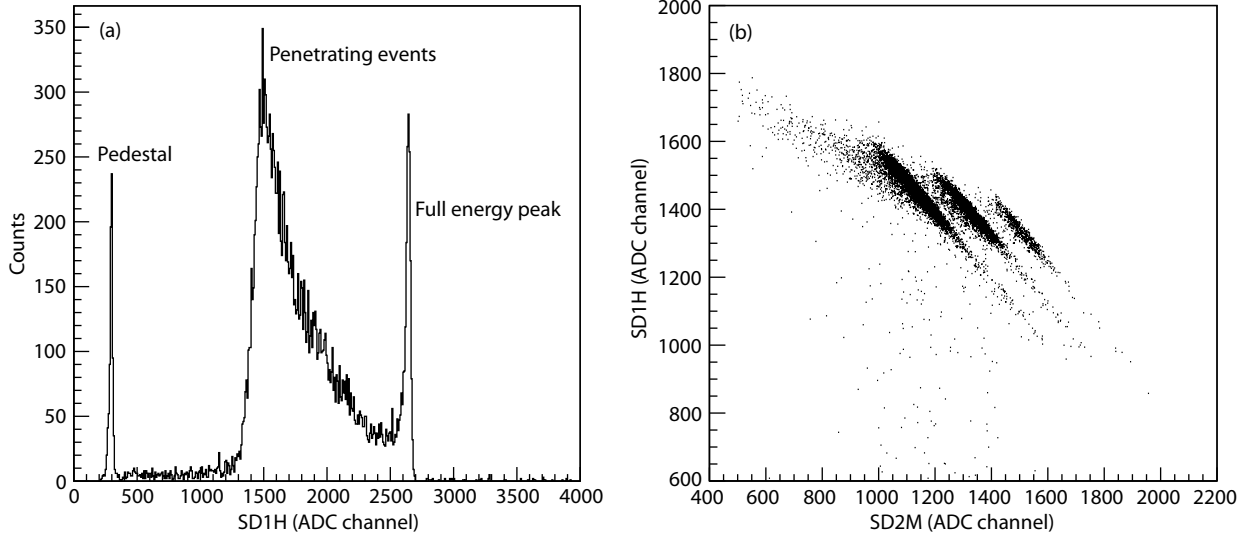 (a)
Penetrating events
Pedestal
Full energy peak
Counts
350
300
250
200
150
100
50
0
0 500 1000 1500 2000 2500 3000 3500 4000
SD1H (ADC channel)
(b)
SD1H (ADC channel)
2000
1800
1600
1400
1200
1000
800
600
400 600 800 1000 1200 1400 1600 1800 2000 2200
SD2M (ADC channel)